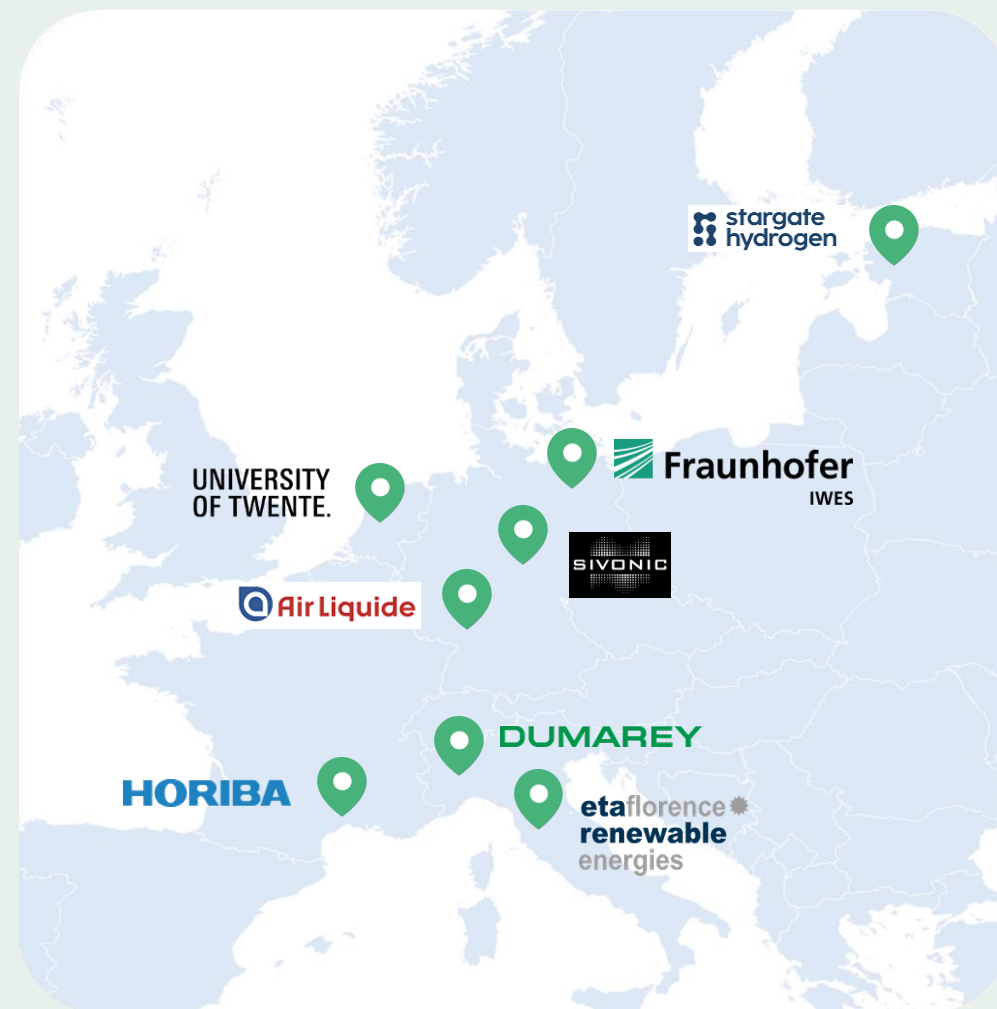 stargate
hydrogen
Fraunhofer
IWES
UNIVERSITY
OF TWENTE.
SIVONIC
Air Liquide
DUMAREY
HORIBA
etaflorence
renewable
energies